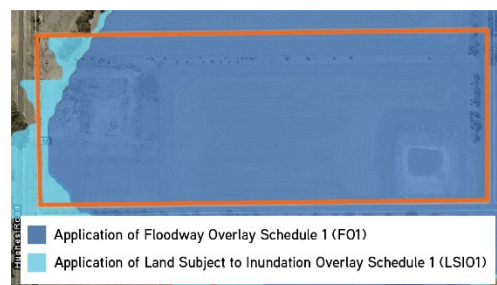 Hughes Road
Application of Floodway Overlay Schedule 1 (FO1)
Application of Land Subject to Inundation Overlay Schedule 1 (LSIO1)